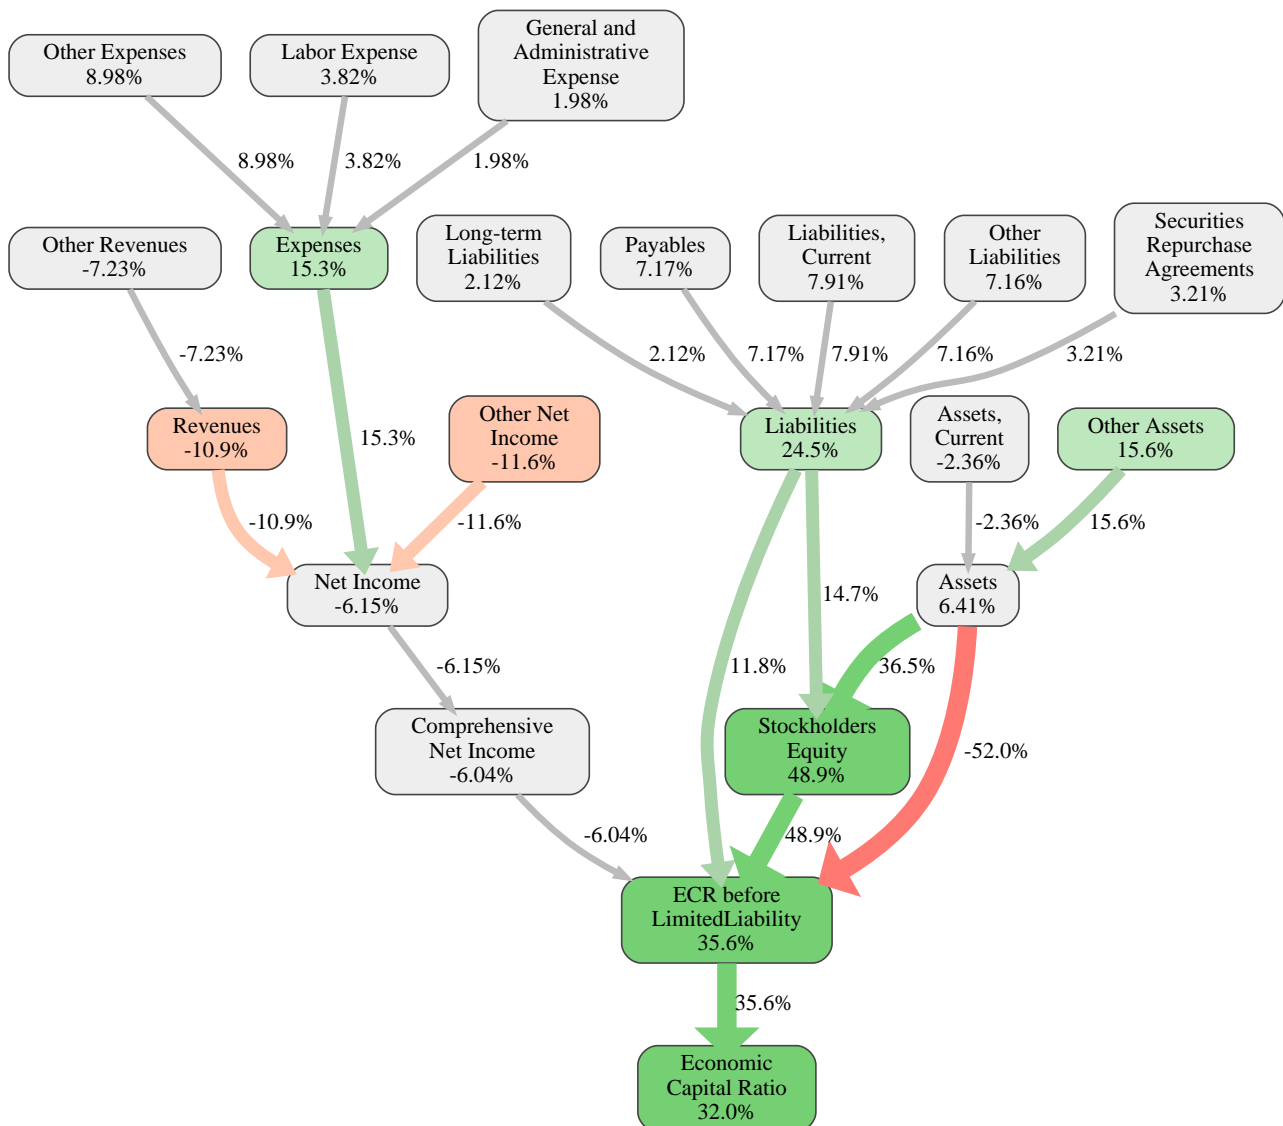 Other Expenses
8.98%
Labor Expense
3.82%
General and
Administrative
Expense
1.98%
8.98%
3.82%
1.98%
Other Revenues
-7.23%
Expenses
15.3%
Long-term
Liabilities
2.12%
Payables
7.17%
Liabilities,
Current
7.91%
Other
Liabilities
7.16%
Securities
Repurchase
Agreements
3.21%
-7.23%
2.12%
7.17%
7.91%
7.16%
3.21%
Revenues
-10.9%
15.3%
Other Net
Income
-11.6%
Liabilities
24.5%
Assets,
Current
-2.36%
Other Assets
15.6%
-10.9%
-11.6%
-2.36%
15.6%
Net Income
-6.15%
14.7%
Assets
6.41%
-6.15%
11.8%
36.5%
Comprehensive
Net Income
-6.04%
Stockholders
Equity
48.9%
-52.0%
-6.04%
48.9%
ECR before
LimitedLiability
35.6%
35.6%
Economic
Capital Ratio
32.0%